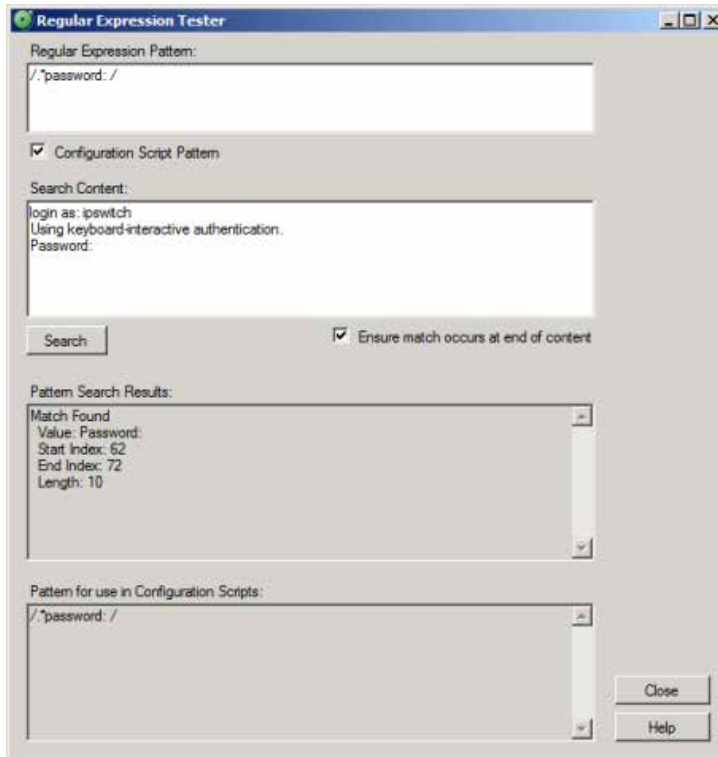 Regular Expression Tester
Regular Expression Pattern:
/.*password: /
Configuration Script Pattern
Search Content:
login as: ipswitch
Using keyboard-interactive authentication.
Password:
Search
Ensure match occurs at end of content
Pattern Search Results:
Match Found
Value: Password:
Start Index: 62
End Index: 72
Length: 10
Pattern for use in Configuration Scripts:
/.*password: /
Close
Help